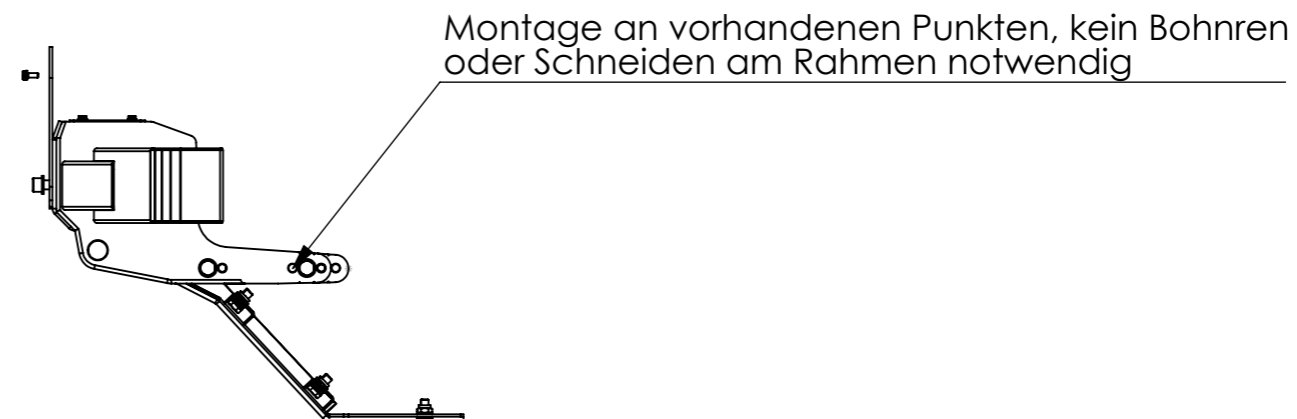 Montage an vorhandenen Punkten, kein Bohnren
oder Schneiden am Rahmen notwendig